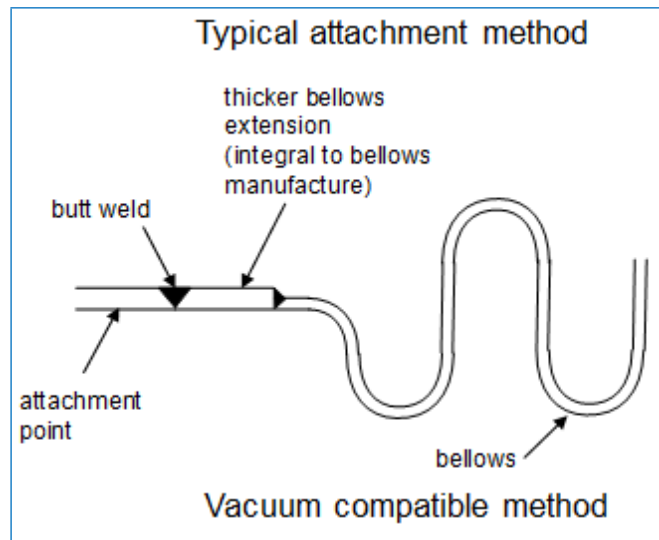 Typical attachment method
thicker bellows
extension
(integral to bellows
manufacture)
butt weld
attachment
point
bellows
Vacuum compatible method